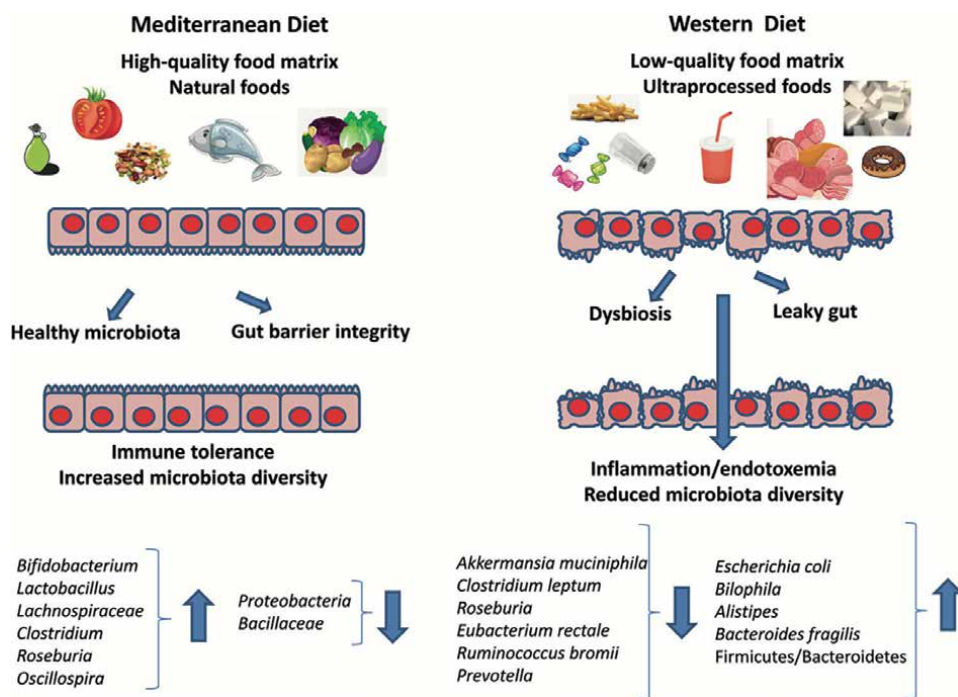 Mediterranean Diet
High-quality food matrix
Natural foods
Healthy microbiota
Gut barrier integrity
Immune tolerance
Increased microbiota diversity
Bifidobacterium
Lactobacillus
Lachnospiraceae
Clostridium
Roseburia
Oscillospira
Proteobacteria
Bacillaceae
Western Diet
Low-quality food matrix
Ultraprocessed foods
Dysbiosis
Leaky gut
Inflammation/endotoxemia
Reduced microbiota diversity
Akkermansia muciniphila
Clostridium leptum
Roseburia
Eubacterium rectale
Ruminococcus bromii
Prevotella
Escherichia coli
Bilophila
Alistipes
Bacteroides fragilis
Firmicutes/Bacteroidetes